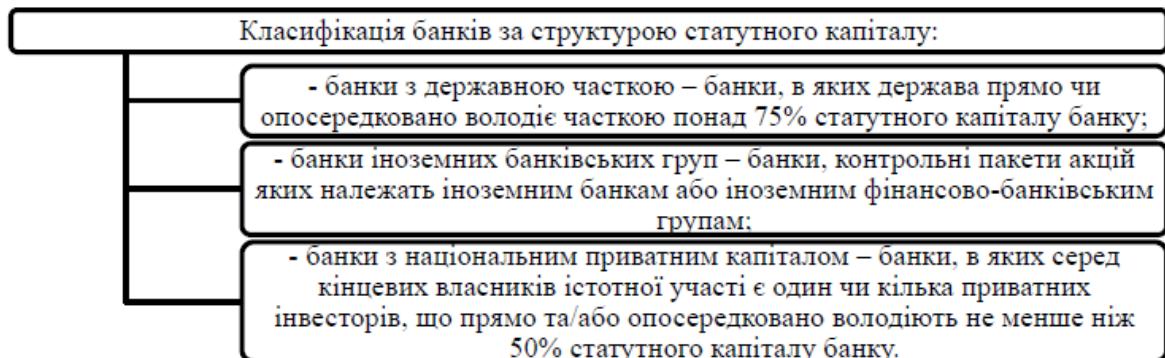 Класифікація банків за структурою статутного капіталу:
- банки з державною часткою – банки, в яких держава прямо чи
опосередковано володіє часткою понад 75% статутного капіталу банку;
- банки іноземних банківських груп – банки, контрольні пакети акцій
яких належать іноземним банкам або іноземним фінансово-банківським
групам;
- банки з національним приватним капіталом – банки, в яких серед
кінцевих власників істотної участі є один чи кілька приватних
інвесторів, що прямо та/або опосередковано володіють не менше ніж
50% статутного капіталу банку.